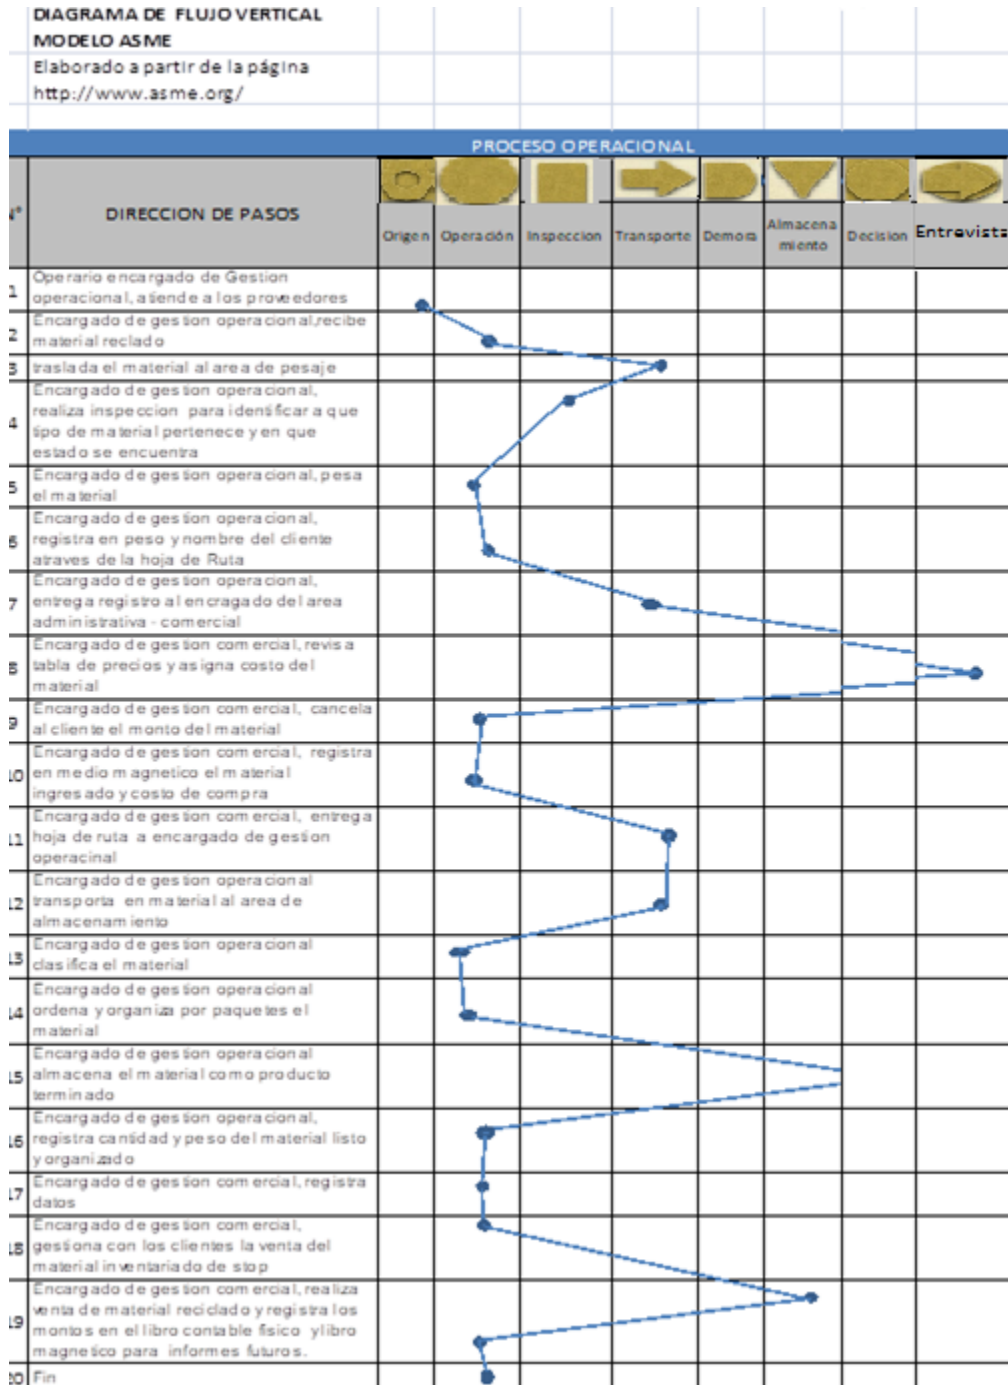 DIAGRAMA DE FLUJO VERTICAL
MODELO ASME
Elaborado a partir de la página
http://www.asme.org/
PROCESO OPERACIONAL
N°
DIRECCION DE PASOS
Origen
Operación
Inspeccion
Transporte
Demora
Almacena
miento
Decision
Entrevista
1
Operario encargado de Gestion
operacional, atiende a los proveedores
2
Encargado de gestion operacional,recibe
material reclado
3
traslada el material al area de pesaje
4
Encargado de gestion operacional,
realiza inspeccion para identificar a que
tipo de material pertenece y en que
estado se encuentra
5
Encargado de gestion operacional, pesa
el material
6
Encargado de gestion operacional,
registra en peso y nombre del cliente
atraves de la hoja de Ruta
7
Encargado de gestion operacional,
entrega registro al encragado del area
administrativa - comercial
8
Encargado de gestion comercial, revisa
tabla de precios y asigna costo del
material
9
Encargado de gestion comercial, cancela
al cliente el monto del material
10
Encargado de gestion comercial, registra
en medio magnetico el material
ingresado y costo de compra
11
Encargado de gestion comercial, entrega
hoja de ruta a encargado de gestion
operacinal
12
Encargado de gestion operacional
transporta en material al area de
almacenamiento
13
Encargado de gestion operacional
clasifica el material
14
Encargado de gestion operacional
ordena y organiza por paquetes el
material
15
Encargado de gestion operacional
almacena el material como producto
terminado
16
Encargado de gestion operacional,
registra cantidad y peso del material listo
y organizado
17
Encargado de gestion comercial, registra
datos
18
Encargado de gestion comercial,
gestiona con los clientes la venta del
material inventariado de stop
19
Encargado de gestion comercial, realiza
venta de material reciclado y registra los
montos en el libro contable fisico y libro
magnetico para informes futuros.
20
Fin